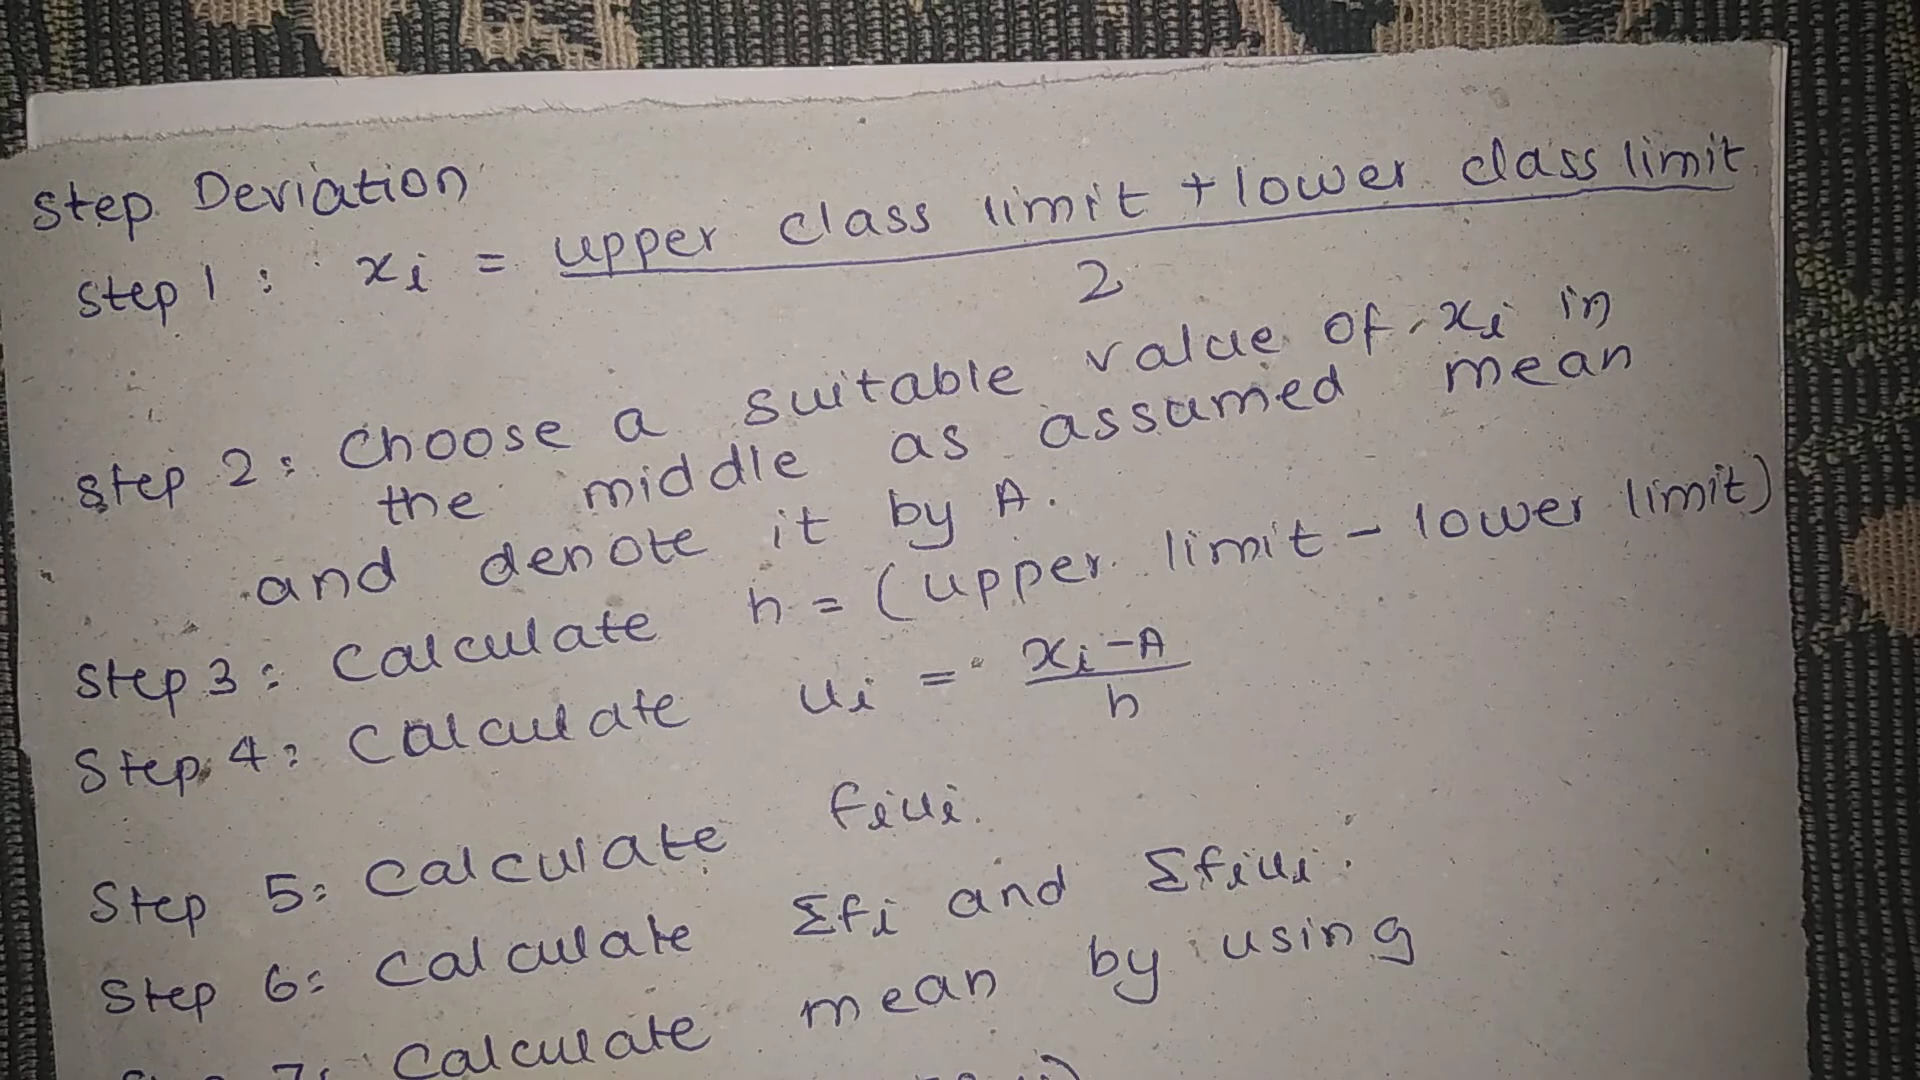 Step Deviation
Step 1: xi = upper class limit + lower class limit / 2
Step 2: Choose a suitable value of xi in
the middle as assumed mean
and denote it by A.
Step 3: Calculate h = (upper limit - lower limit)
Step 4: Calculate ui = xi-A / h
Step 5: Calculate fiui.
Step 6: Calculate Σfi and Σfiui.
7: Calculate mean by using